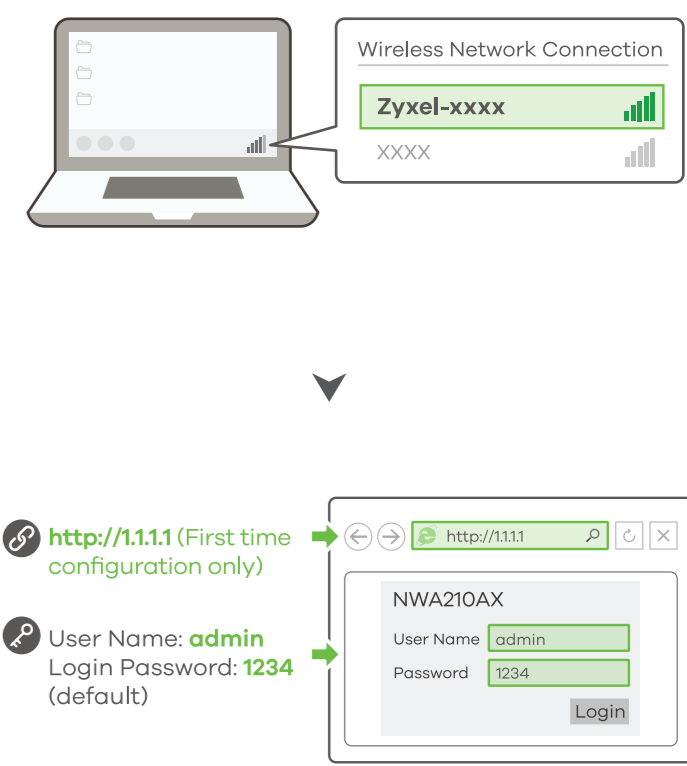 Wireless Network Connection
Zyxel-xxxx
XXXX
http://1.1.1.1 (First time
configuration only)
http://1.1.1.1
User Name: admin
Login Password: 1234
(default)
NWA210AX
User Name admin
Password 1234
Login